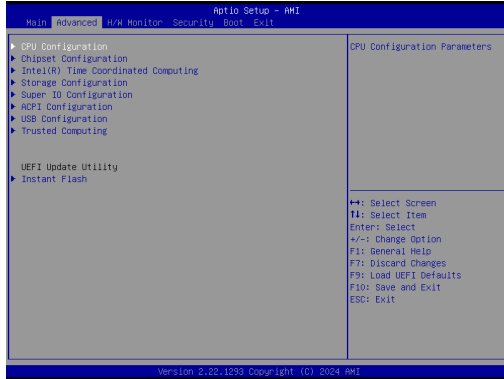 Aptio Setup – AMI
Main Advanced H/W Monitor Security Boot Exit
CPU Configuration
Chipset Configuration
Intel(R) Time Coordinated Computing
Storage Configuration
Super IO Configuration
ACPI Configuration
USB Configuration
Trusted Computing
UEFI Update Utility
Instant Flash
CPU Configuration Parameters
↔: Select Screen
↑↓: Select Item
Enter: Select
+/-: Change Option
F1: General Help
F7: Discard Changes
F9: Load UEFI Defaults
F10: Save and Exit
ESC: Exit
Version 2.22.1293 Copyright (C) 2024 AMI